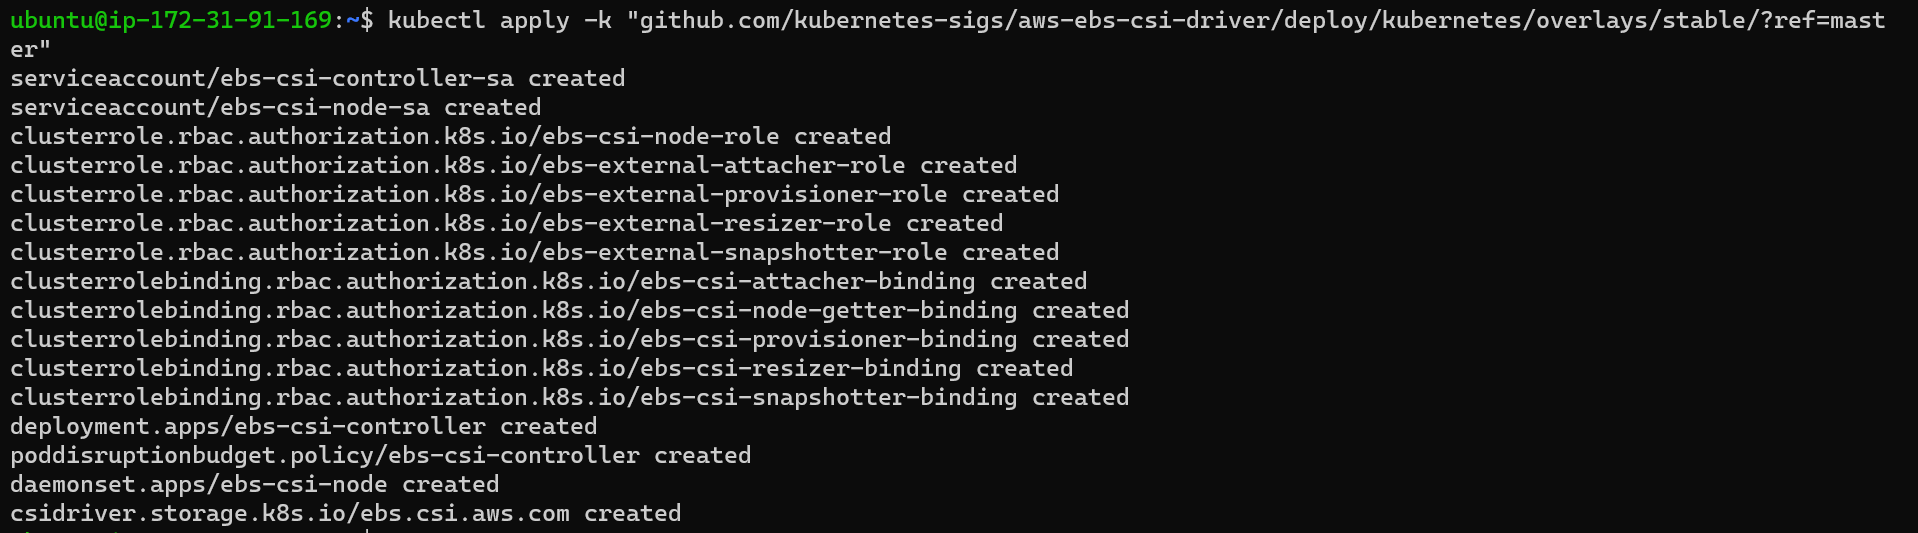 ubuntu@ip-172-31-91-169:~$ kubectl apply -k "github.com/kubernetes-sigs/aws-ebs-csi-driver/deploy/kubernetes/overlays/stable/?ref=mast
er"
serviceaccount/ebs-csi-controller-sa created
serviceaccount/ebs-csi-node-sa created
clusterrole.rbac.authorization.k8s.io/ebs-csi-node-role created
clusterrole.rbac.authorization.k8s.io/ebs-external-attacher-role created
clusterrole.rbac.authorization.k8s.io/ebs-external-provisioner-role created
clusterrole.rbac.authorization.k8s.io/ebs-external-resizer-role created
clusterrole.rbac.authorization.k8s.io/ebs-external-snapshotter-role created
clusterrolebinding.rbac.authorization.k8s.io/ebs-csi-attacher-binding created
clusterrolebinding.rbac.authorization.k8s.io/ebs-csi-node-getter-binding created
clusterrolebinding.rbac.authorization.k8s.io/ebs-csi-provisioner-binding created
clusterrolebinding.rbac.authorization.k8s.io/ebs-csi-resizer-binding created
clusterrolebinding.rbac.authorization.k8s.io/ebs-csi-snapshotter-binding created
deployment.apps/ebs-csi-controller created
poddisruptionbudget.policy/ebs-csi-controller created
daemonset.apps/ebs-csi-node created
csidriver.storage.k8s.io/ebs.csi.aws.com created